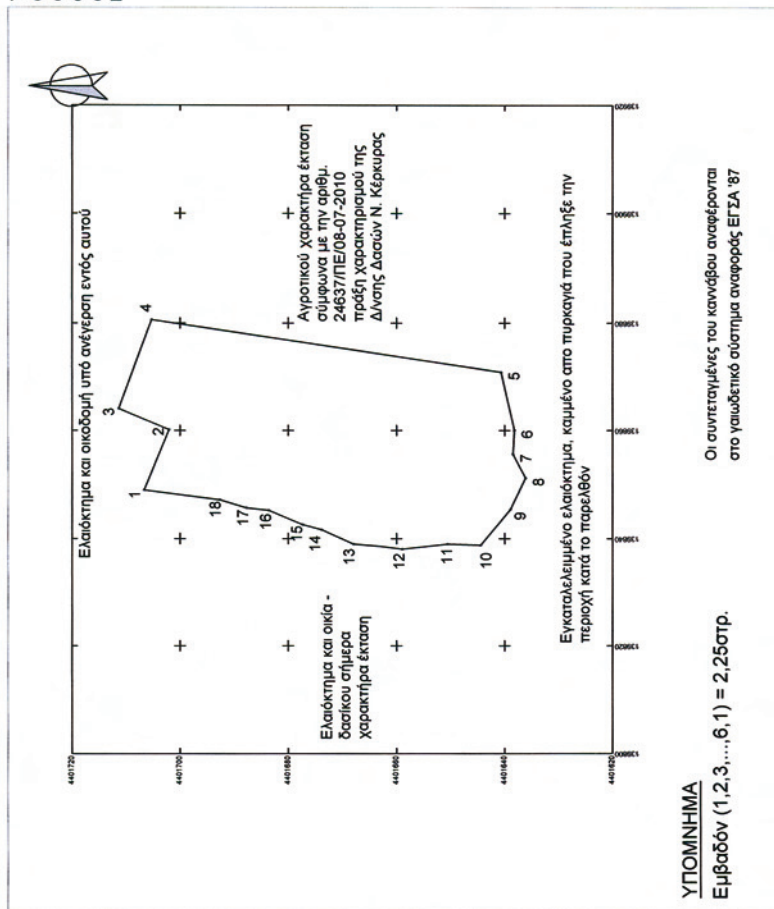 Ελαιόκτημα και οικοδομή υπό ανέγερση εντός αυτού
Αγροτικού χαρακτήρα έκταση
σύμφωνα με την αριθμ.
24637/ΠΕ/08-07-2010
πράξη χαρακτηρισμού της
Δ/νσης Δασών Ν. Κέρκυρας
Ελαιόκτημα και οικία -
δασίκου σήμερα
χαρακτήρα έκταση
Εγκαταλελειμμένο ελαιόκτημα, καμμένο απο πυρκαγιά που έπληξε την
περιοχή κατά το παρελθόν
1
2
3
4
5
6
7
8
9
10
11
12
13
14
15
16
17
18
4401720
4401700
4401680
4401660
4401640
4401620
ΥΠΟΜΝΗΜΑ
Εμβαδόν (1,2,3,...,6,1) = 2,25στρ.
Οι συντεταγμένες του καννάβου αναφέρονται
στο γαιωδετικό σύστημα αναφοράς ΕΓΣΑ '87